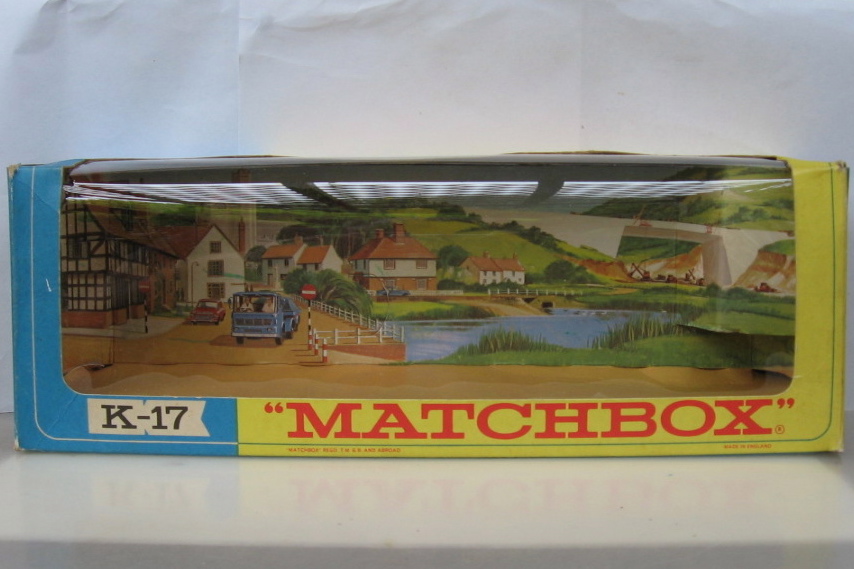 K-17
"MATCHBOX"®
"MATCHBOX" REGD. T.M. G.B. AND ABROAD
MADE IN ENGLAND